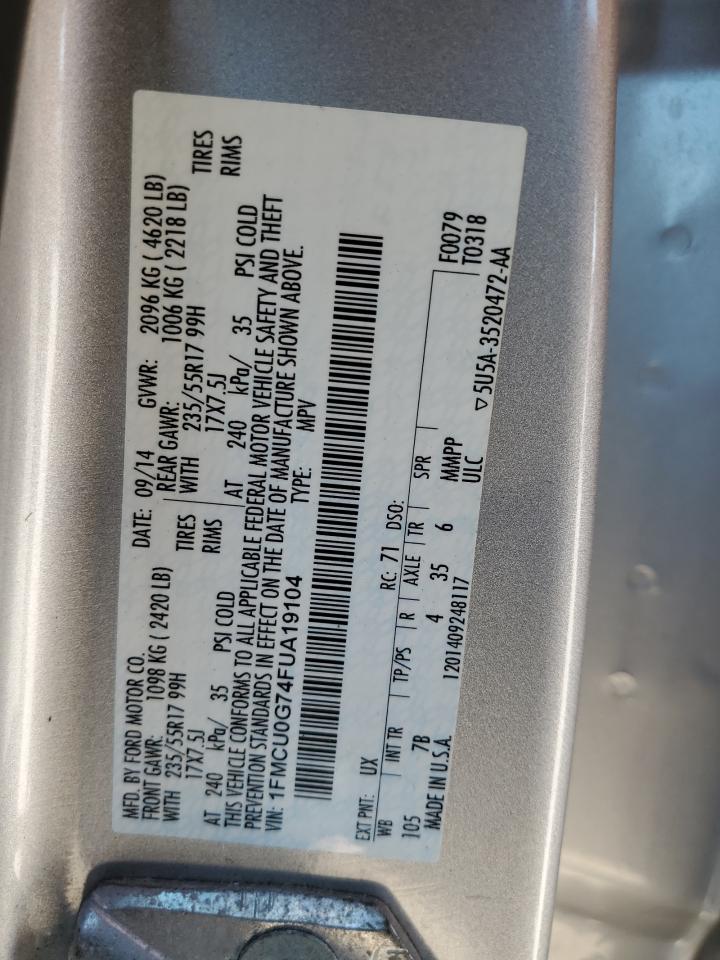 MFD. BY FORD MOTOR CO. DATE: 09/14 GVWR: 2096 KG ( 4620 LB)
FRONT GAWR: 1098 KG ( 2420 LB) REAR GAWR: 1006 KG ( 2218 LB)
WITH 235/55R17 99H TIRES WITH 235/55R17 99H TIRES
17X7.5J RIMS 17X7.5J RIMS
AT 240 kPa/ 35 PSI COLD AT 240 kPa/ 35 PSI COLD
THIS VEHICLE CONFORMS TO ALL APPLICABLE FEDERAL MOTOR VEHICLE SAFETY AND THEFT
PREVENTION STANDARDS IN EFFECT ON THE DATE OF MANUFACTURE SHOWN ABOVE.
VIN: 1FMCU0G74FUA19104 TYPE: MPV
EXT PNT: UX RC: 71 DSO:
WB INT TR TP/PS R AXLE TR SPR F0079
105 7B 4 35 6 MMPP T0318
MADE IN U.S.A. 1201409248117 ULC ▽ 5U5A-3520472-AA